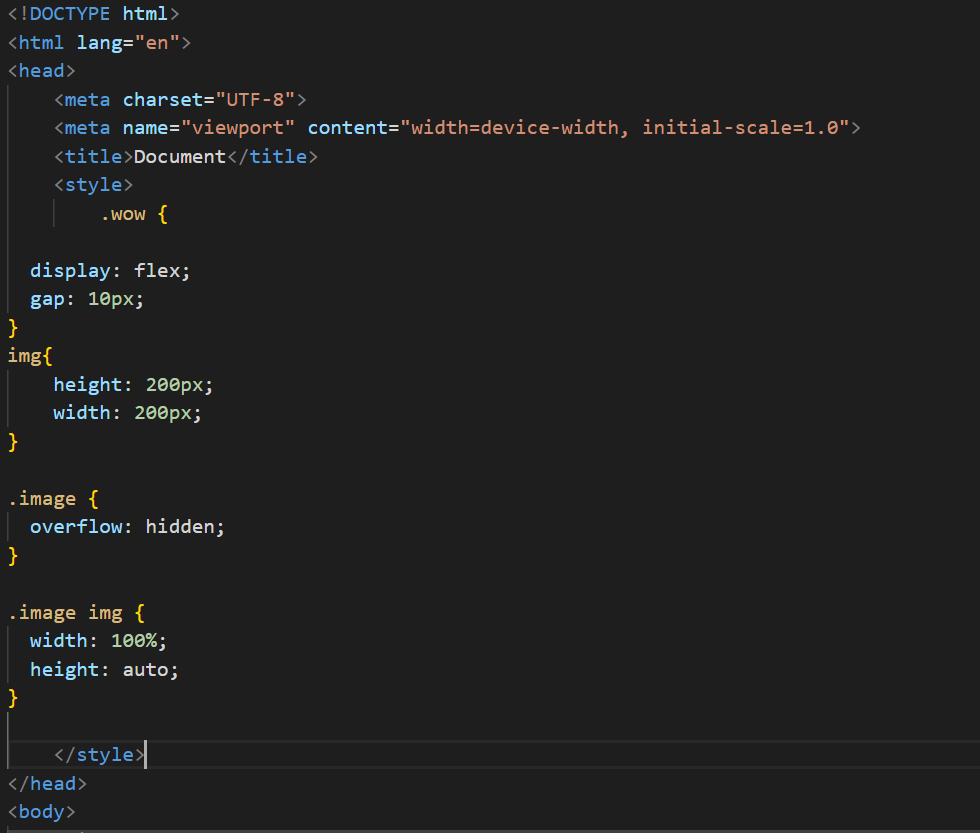 <!DOCTYPE html>
<html lang="en">
<head>
    <meta charset="UTF-8">
    <meta name="viewport" content="width=device-width, initial-scale=1.0">
    <title>Document</title>
    <style>
        .wow {

  display: flex;
  gap: 10px;
}
img{
    height: 200px;
    width: 200px;
}

.image {
  overflow: hidden;
}

.image img {
  width: 100%;
  height: auto;
}

    </style>
</head>
<body>